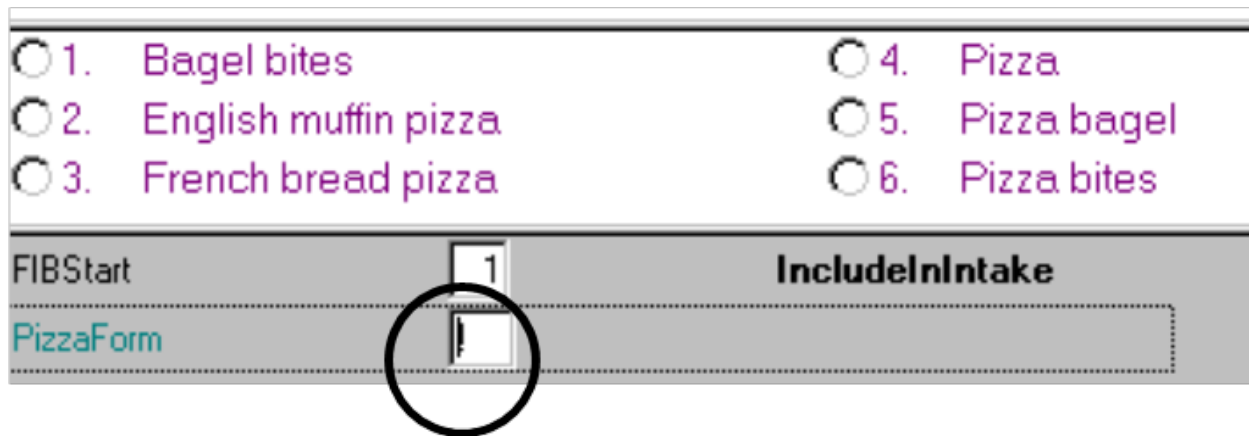 1. Bagel bites
2. English muffin pizza
3. French bread pizza
4. Pizza
5. Pizza bagel
6. Pizza bites
FIBStart 1 IncludeInIntake
PizzaForm